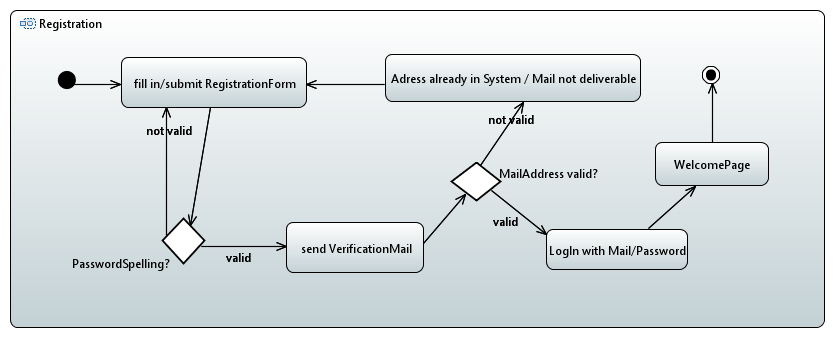 Registration
fill in/submit RegistrationForm
Adress already in System / Mail not deliverable
not valid
not valid
WelcomePage
MailAddress valid?
valid
PasswordSpelling?
valid
send VerificationMail
LogIn with Mail/Password